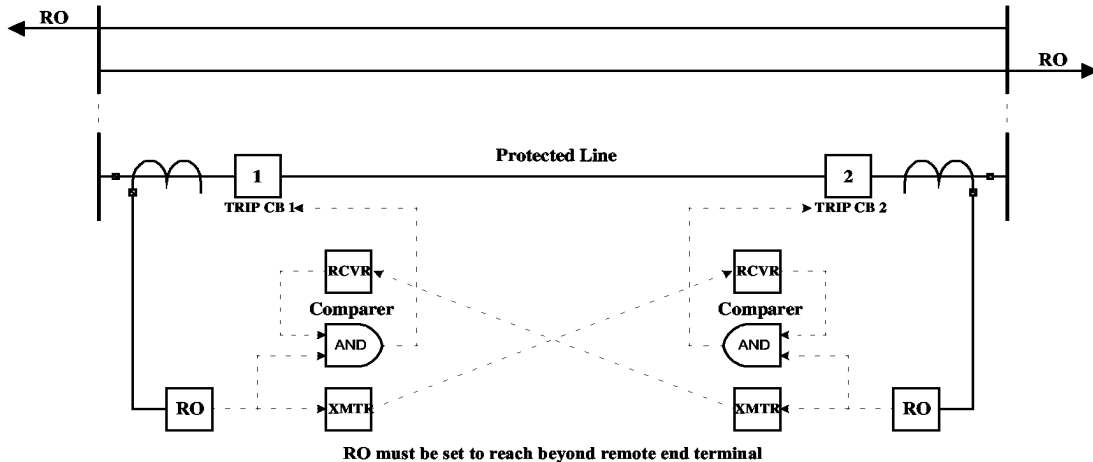 RO
RO
Protected Line
1
2
TRIP CB 1
TRIP CB 2
RCVR
RCVR
Comparer
Comparer
AND
AND
RO
XMTR
XMTR
RO
RO must be set to reach beyond remote end terminal